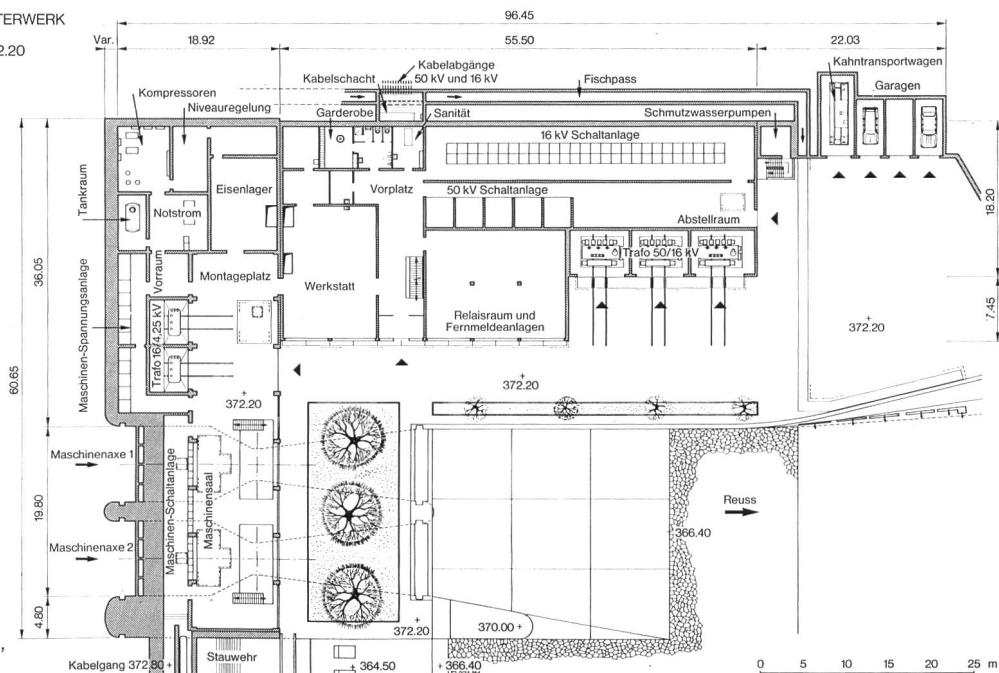 TERWERK
2.20
96.45
Var.
18.92
55.50
22.03
Kabelabgänge
50 kV und 16 kV
Kabelschacht
Fischpass
Kahntransportwagen
Garagen
Kompressoren
Niveauregelung
Garderobe
Sanität
Schmutzwasserpumpen
16 kV Schaltanlage
Tankraum
Eisenlager
Vorplatz
50 kV Schaltanlage
18.20
Notstrom
Abstellraum
36.05
Vorraum
Montageplatz
Werkstatt
Trafo 50/16 kV
Maschinen-Spannungsanlage
Trafo 16/4.25 kV
Relaisraum und
Fernmeldeanlagen
372.20
7.45
60.65
372.20
372.20
Maschinenaxe 1
Maschinen-Schaltanlage
Maschinensaal
19.80
Reuss
366.40
Maschinenaxe 2
4.80
372.20
370.00
Kabelgang 372.80
Stauwehr
364.50
366.40
0 5 10 15 20 25 m